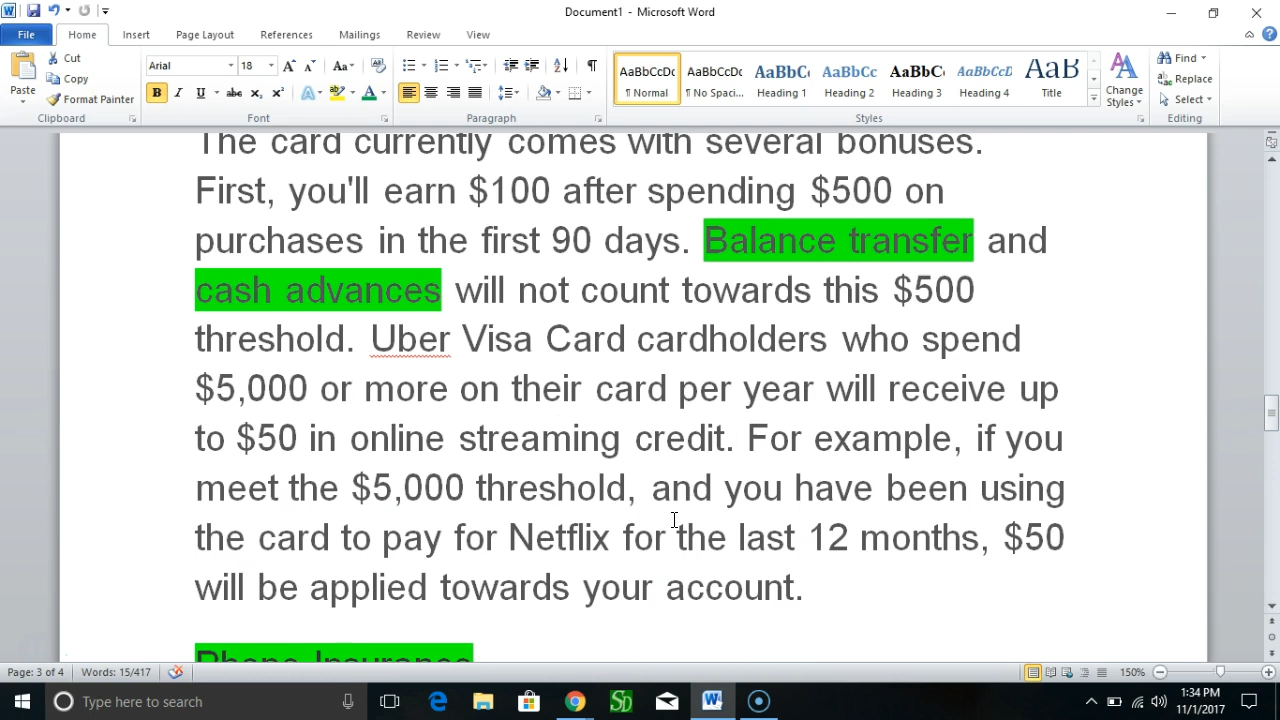 Document1 - Microsoft Word
File Home Insert Page Layout References Mailings Review View
Paste
Cut
Copy
Format Painter
Clipboard
Arial 18
Font
Paragraph
AaBbCcDc AaBbCcDc AaBbC AaBbCc AaBbC AaBbCcD AaB
¶ Normal ¶ No Spaci... Heading 1 Heading 2 Heading 3 Heading 4 Title
Styles
Change
Styles
Find
Replace
Select
Editing
The card currently comes with several bonuses.
First, you'll earn $100 after spending $500 on
purchases in the first 90 days. Balance transfer and
cash advances will not count towards this $500
threshold. Uber Visa Card cardholders who spend
$5,000 or more on their card per year will receive up
to $50 in online streaming credit. For example, if you
meet the $5,000 threshold, and you have been using
the card to pay for Netflix for the last 12 months, $50
will be applied towards your account.
Phone Insurance
Page: 3 of 4 Words: 15/417 150%
Type here to search
1:34 PM
11/1/2017